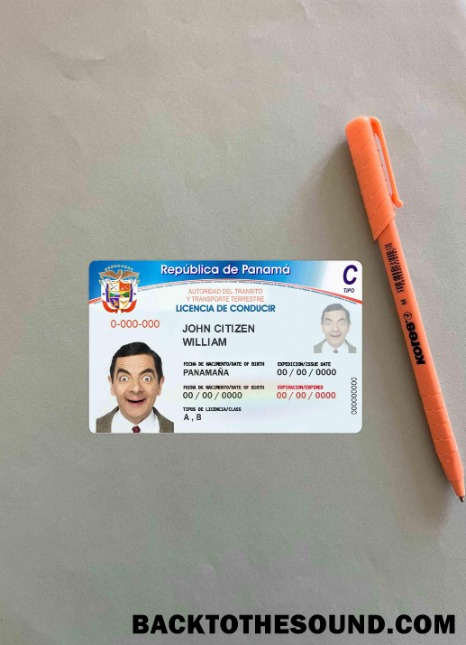 República de Panamá
C
TIPO
AUTORIDAD DEL TRANSITO
Y TRANSPORTE TERRESTRE
LICENCIA DE CONDUCIR
0-000-000
JOHN CITIZEN
WILLIAM
FECHA DE NACIMIENTO/DATE OF BIRTH
EXPEDICION/ISSUE DATE
PANAMAÑA
00 / 00 / 0000
FECHA DE NACIMIENTO/DATE OF BIRTH
EXPIRACION/EXPIRES
00 / 00 / 0000
00 / 00 / 0000
TIPOS DE LICENCIA/CLASS
A , B
Kores
M
BACKTOTHESOUND.COM